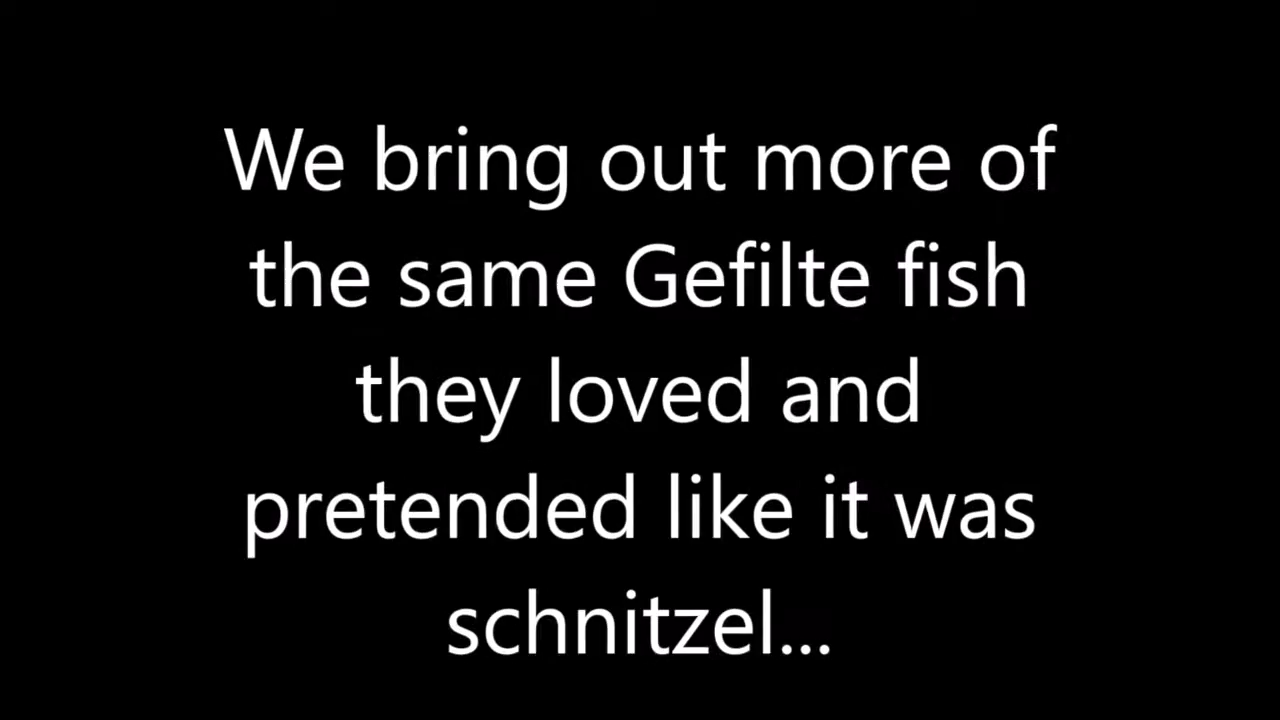 We bring out more of
the same Gefilte fish
they loved and
pretended like it was
schnitzel...